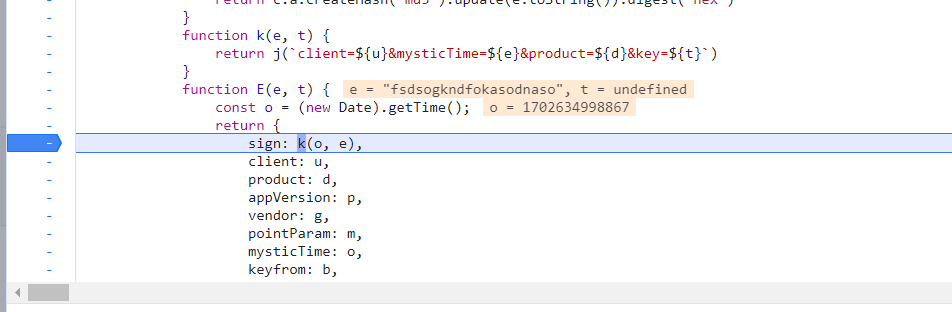 return c.a.createHash("md5").update(e.toString()).digest("hex")
}
function k(e, t) {
return j(`client=${u}&mysticTime=${e}&product=${d}&key=${t}`)
}
function E(e, t) { e = "fsdsogkndfokasodnaso", t = undefined
const o = (new Date).getTime(); o = 1702634998867
return {
sign: k(o, e),
client: u,
product: d,
appVersion: p,
vendor: g,
pointParam: m,
mysticTime: o,
keyfrom: b,